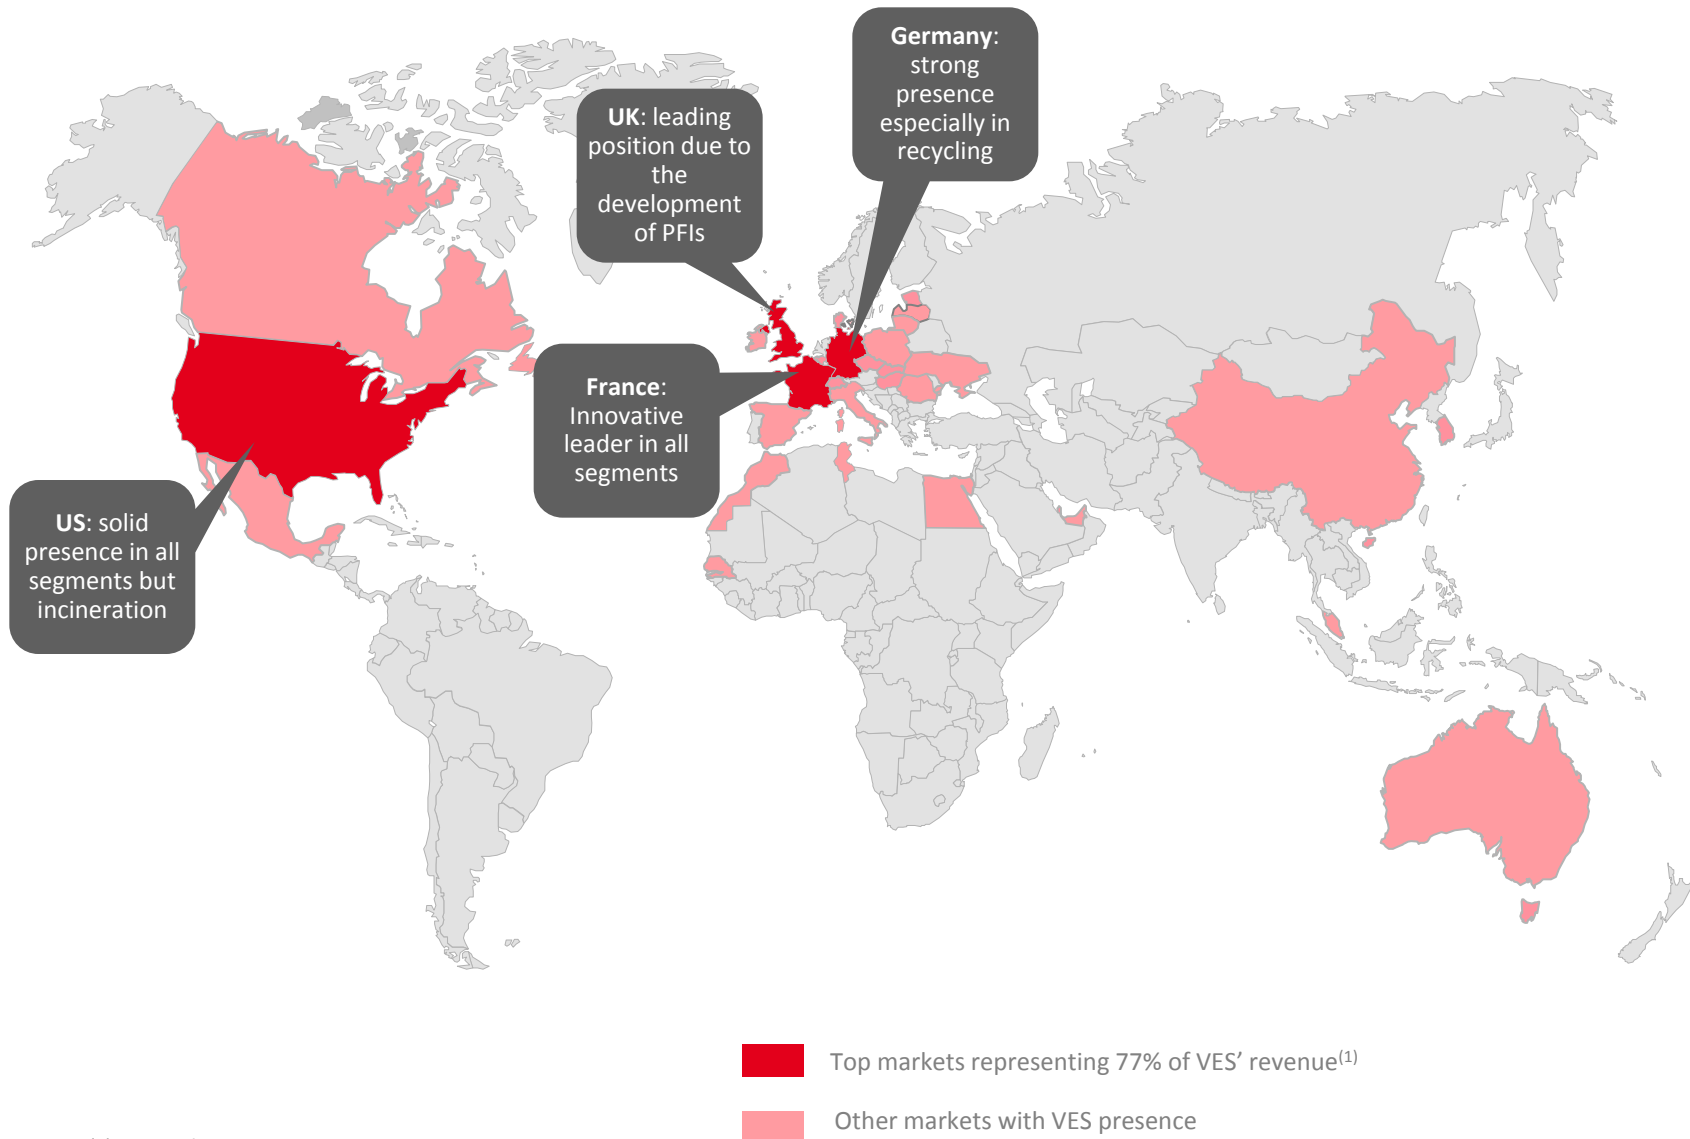 Germany:
strong
presence
especially in
recycling
UK: leading
position due to
the
development
of PFIs
France:
Innovative
leader in all
segments
US: solid
presence in all
segments but
incineration
Top markets representing 77% of VES’ revenue(1)
Other markets with VES presence